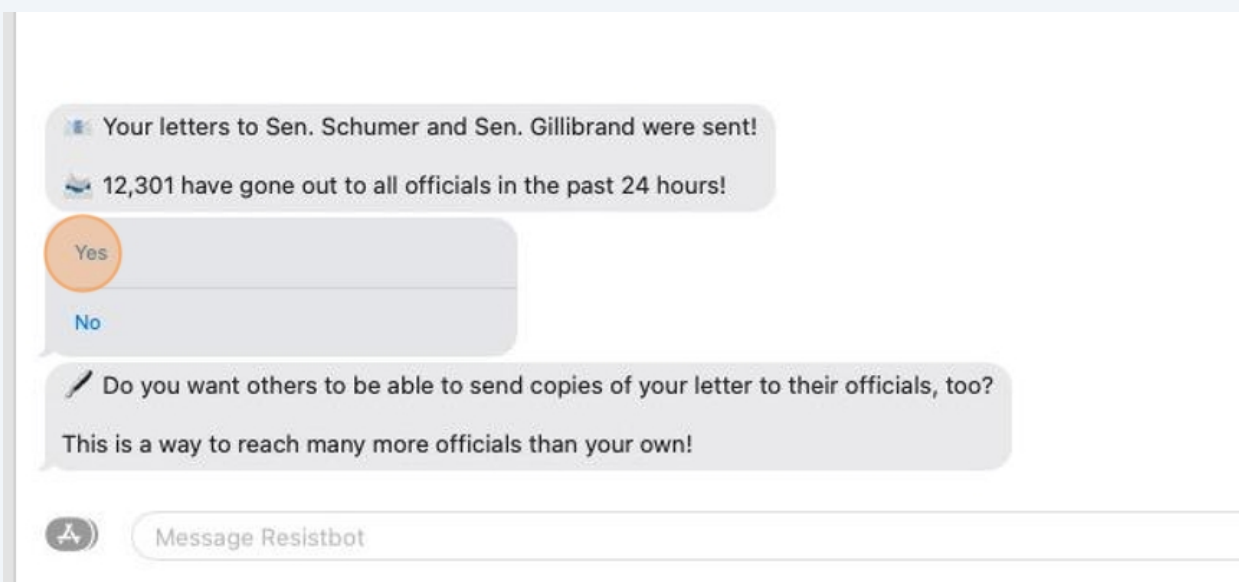 Your letters to Sen. Schumer and Sen. Gillibrand were sent!
12,301 have gone out to all officials in the past 24 hours!
Yes
No
Do you want others to be able to send copies of your letter to their officials, too?
This is a way to reach many more officials than your own!
Message Resistbot